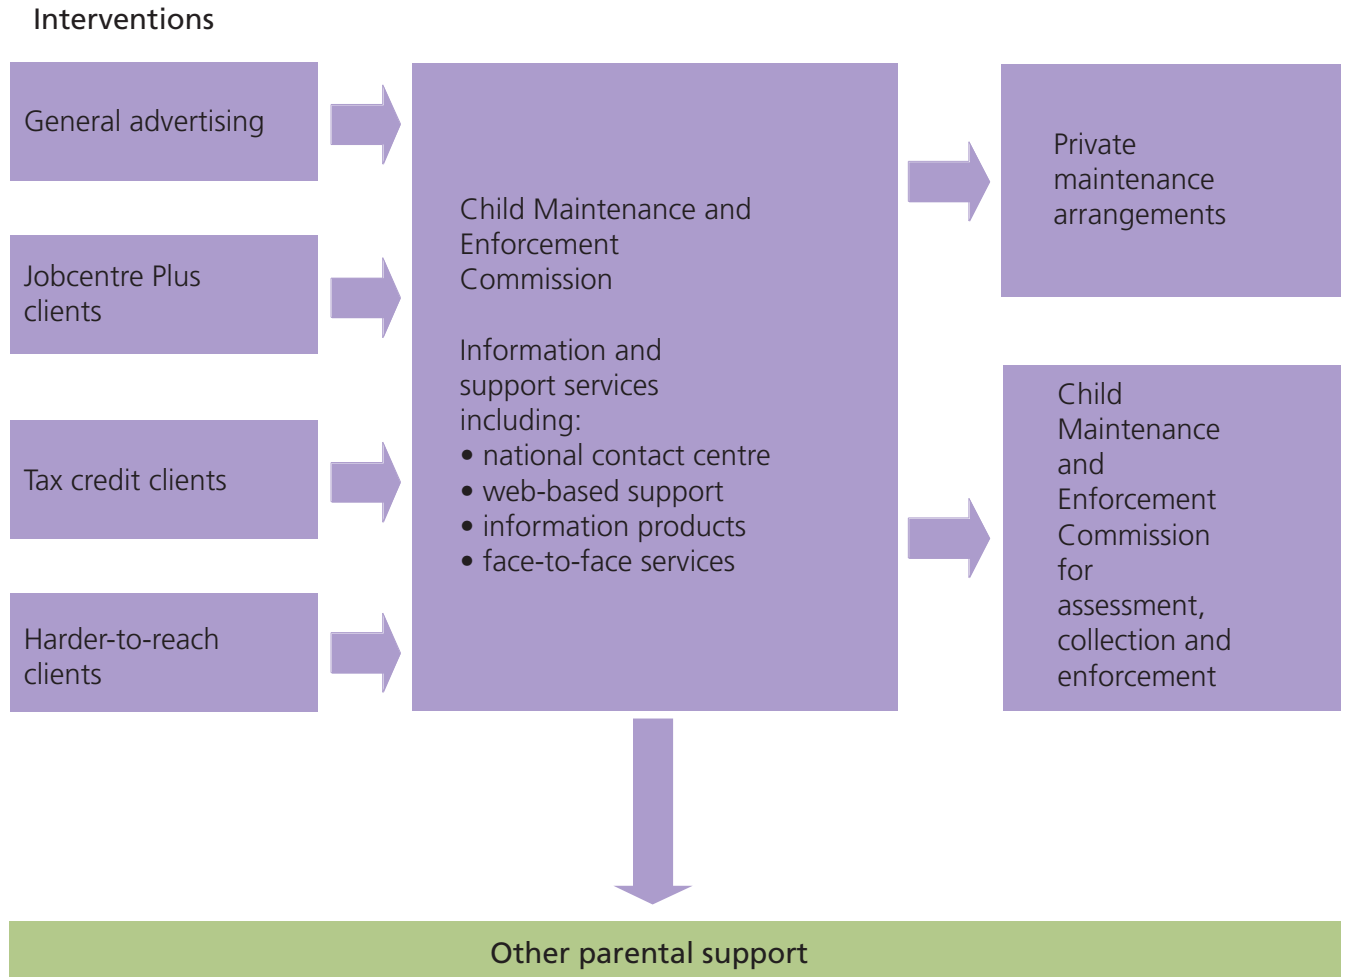 Interventions
General advertising
Jobcentre Plus
clients
Tax credit clients
Harder-to-reach
clients
Child Maintenance and
Enforcement
Commission
Information and
support services
including:
• national contact centre
• web-based support
• information products
• face-to-face services
Private
maintenance
arrangements
Child
Maintenance
and
Enforcement
Commission
for
assessment,
collection and
enforcement
Other parental support